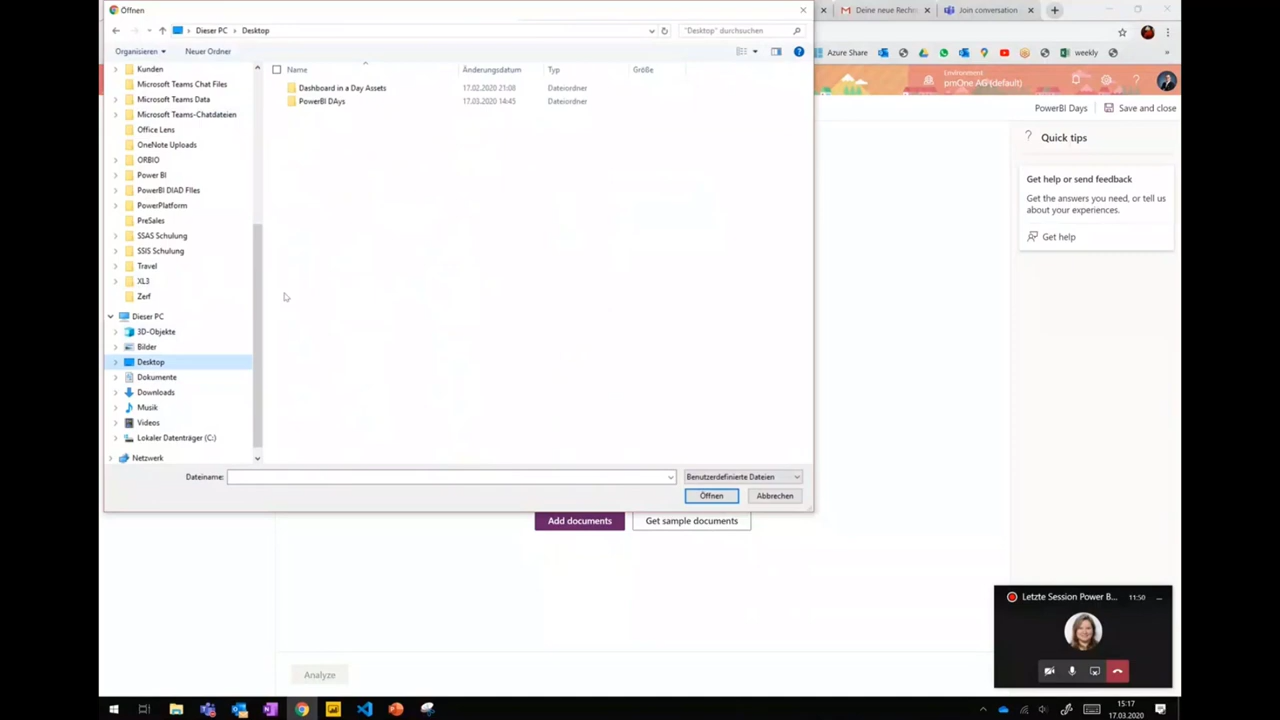 Öffnen
Deine neue Rechn
Join conversation
Dieser PC
Desktop
"Desktop" durchsuchen
Organisieren
Neuer Ordner
Azure Share
weekly
Name
Änderungsdatum
Typ
Größe
Environment
pmOne AG (default)
Kunden
Microsoft Teams Chat Files
Microsoft Teams Data
Microsoft Teams-Chatdateien
Office Lens
OneNote Uploads
ORBIO
Power BI
PowerBI DIAD FIles
PowerPlatform
PreSales
SSAS Schulung
SSIS Schulung
Travel
XL3
Zerf
Dieser PC
3D-Objekte
Bilder
Desktop
Dokumente
Downloads
Musik
Videos
Lokaler Datenträger (C:)
Netzwerk
Dashboard in a Day Assets
17.02.2020 21:08
Dateiordner
PowerBI DAys
17.03.2020 14:45
Dateiordner
PowerBI Days
Save and close
Quick tips
Get help or send feedback
Get the answers you need, or tell us
about your experiences.
Get help
Dateiname:
Benutzerdefinierte Dateien
Öffnen
Abbrechen
Add documents
Get sample documents
Analyze
Letzte Session Power B...
11:50
15:17
17.03.2020